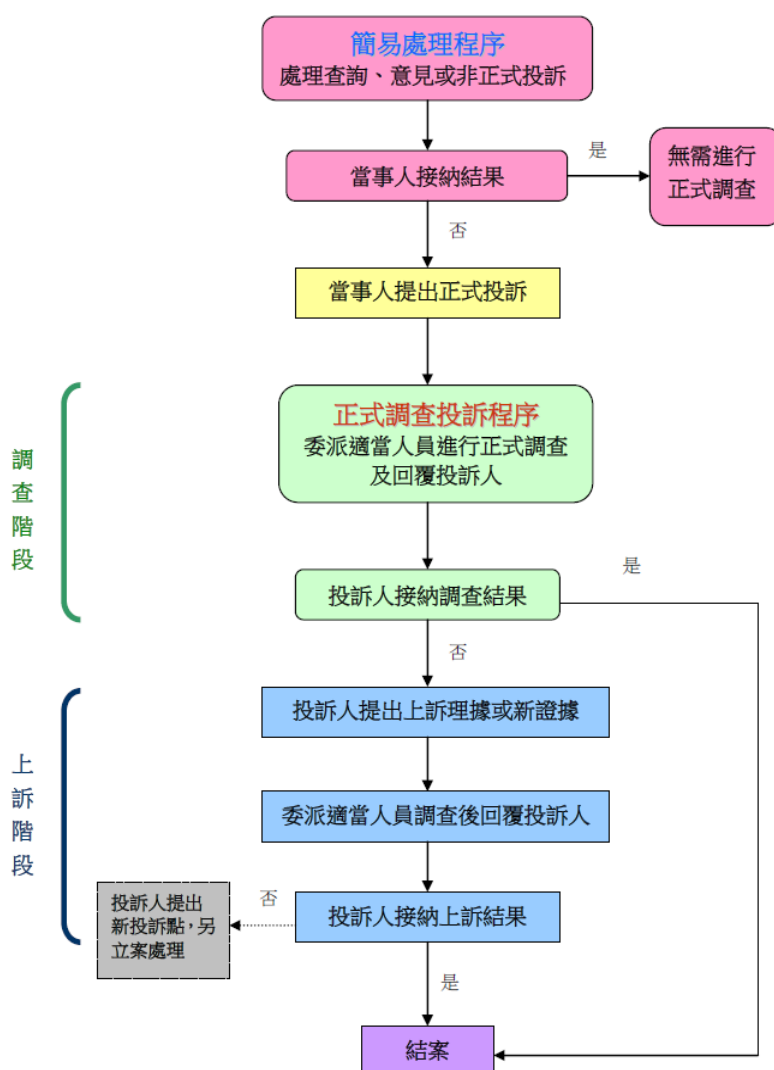 簡易處理程序
處理查詢、意見或非正式投訴
當事人接納結果
是
無需進行
正式調查
否
當事人提出正式投訴
調查階段
正式調查投訴程序
委派適當人員進行正式調查
及回覆投訴人
投訴人接納調查結果
是
否
上訴階段
投訴人提出上訴理據或新證據
委派適當人員調查後回覆投訴人
投訴人接納上訴結果
否
投訴人提出
新投訴點，另
立案處理
是
結案